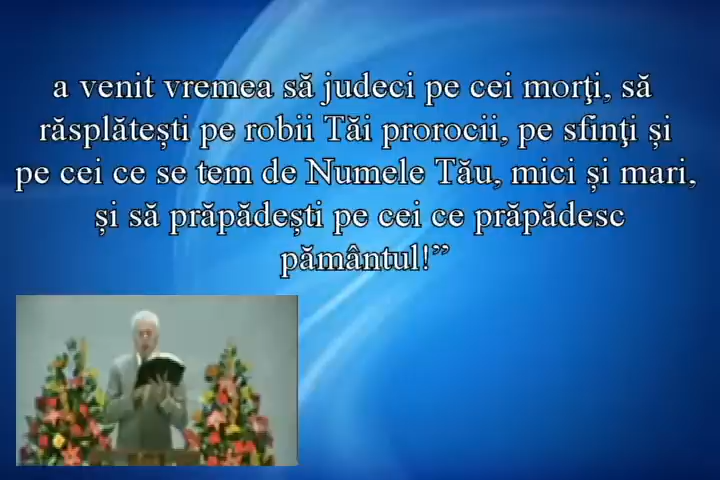 a venit vremea să judeci pe cei morţi, să
răsplătești pe robii Tăi prorocii, pe sfinţi și
pe cei ce se tem de Numele Tău, mici și mari,
și să prăpădești pe cei ce prăpădesc
pământul!”